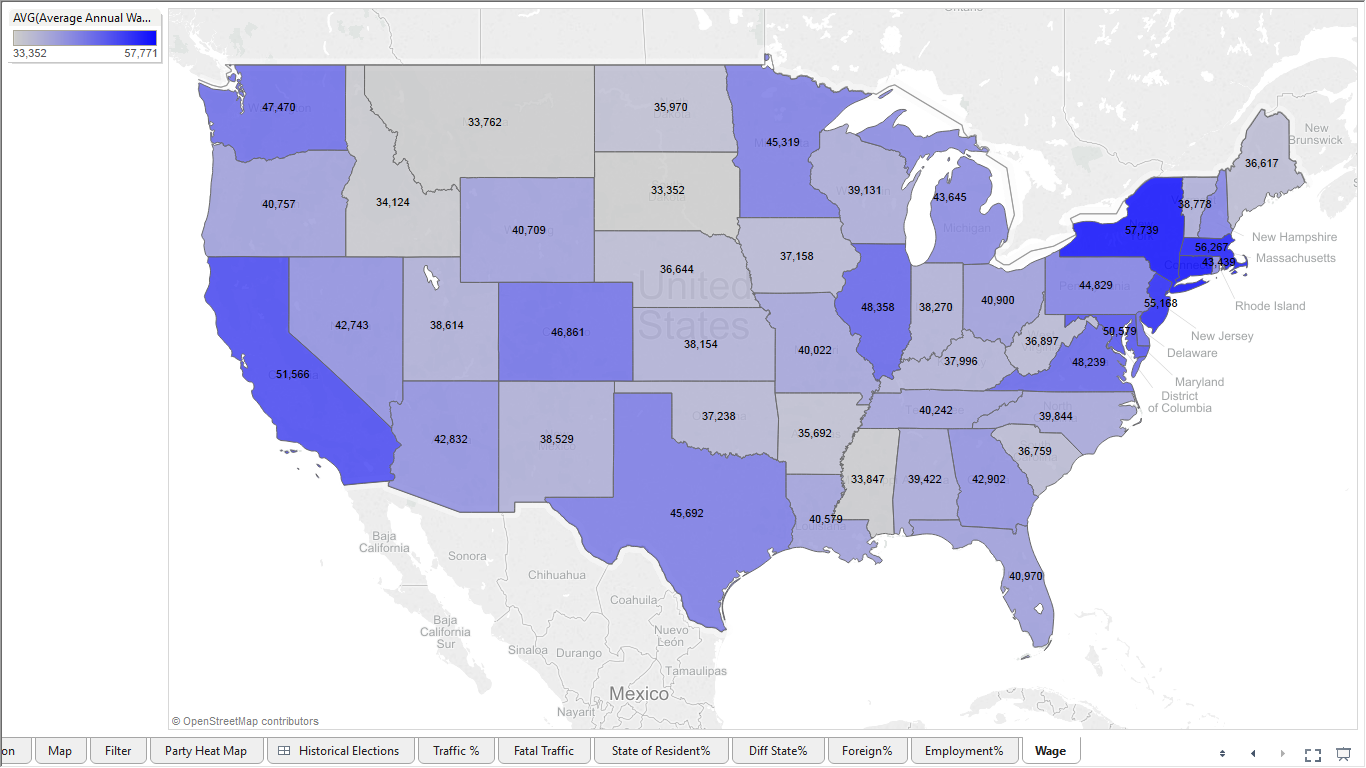 AVG(Average Annual Wa...
33,352
57,771
Ontario
47,470
33,762
35,970
45,319
New
Brunswick
36,617
40,757
34,124
33,352
39,131
43,645
Michigan
38,778
40,709
57,739
New Hampshire
56,267
Massachusetts
43,439
37,158
36,644
United
States
44,829
55,168
Rhode Island
42,743
38,614
46,861
38,154
48,358
38,270
40,900
50,579
New Jersey
36,897
Delaware
40,022
37,996
48,239
51,566
Maryland
District
of Columbia
40,242
39,844
42,832
38,529
37,238
35,692
36,759
33,847
39,422
42,902
45,692
40,579
40,970
Baja
California
Sonora
Chihuahua
Coahuila
Baja
California
Sur
Nuevo
León
Sinaloa
Durango
Tamaulipas
Mexico
Nayarit
© OpenStreetMap contributors
on
Map
Filter
Party Heat Map
Historical Elections
Traffic %
Fatal Traffic
State of Resident%
Diff State%
Foreign%
Employment%
Wage